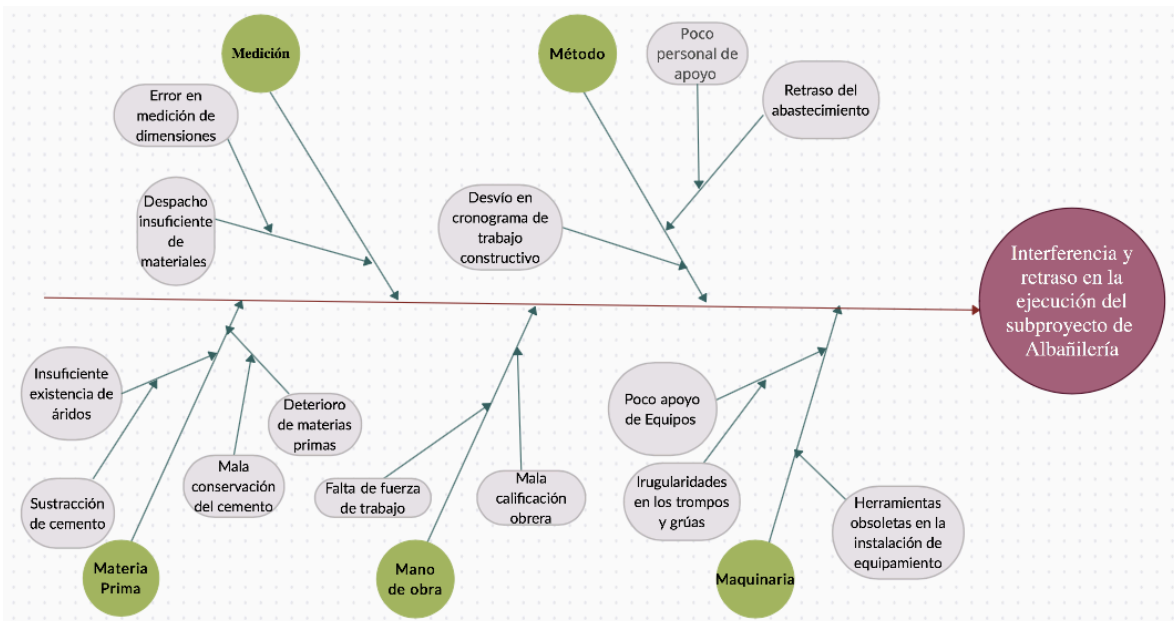 Medición
Método
Poco
personal de
apoyo
Error en
medición de
dimensiones
Retraso del
abastecimiento
Despacho
insuficiente
de
materiales
Desvío en
cronograma de
trabajo
constructivo
Interferencia y
retraso en la
ejecución del
subproyecto de
Albañilería
Insuficiente
existencia de
áridos
Deterioro
de materias
primas
Poco apoyo
de Equipos
Sustracción
de cemento
Mala
conservación
del cemento
Falta de fuerza
de trabajo
Mala
calificación
obrera
Irugularidades
en los trompos
y grúas
Herramientas
obsoletas en la
instalación de
equipamiento
Materia
Prima
Mano
de obra
Maquinaria